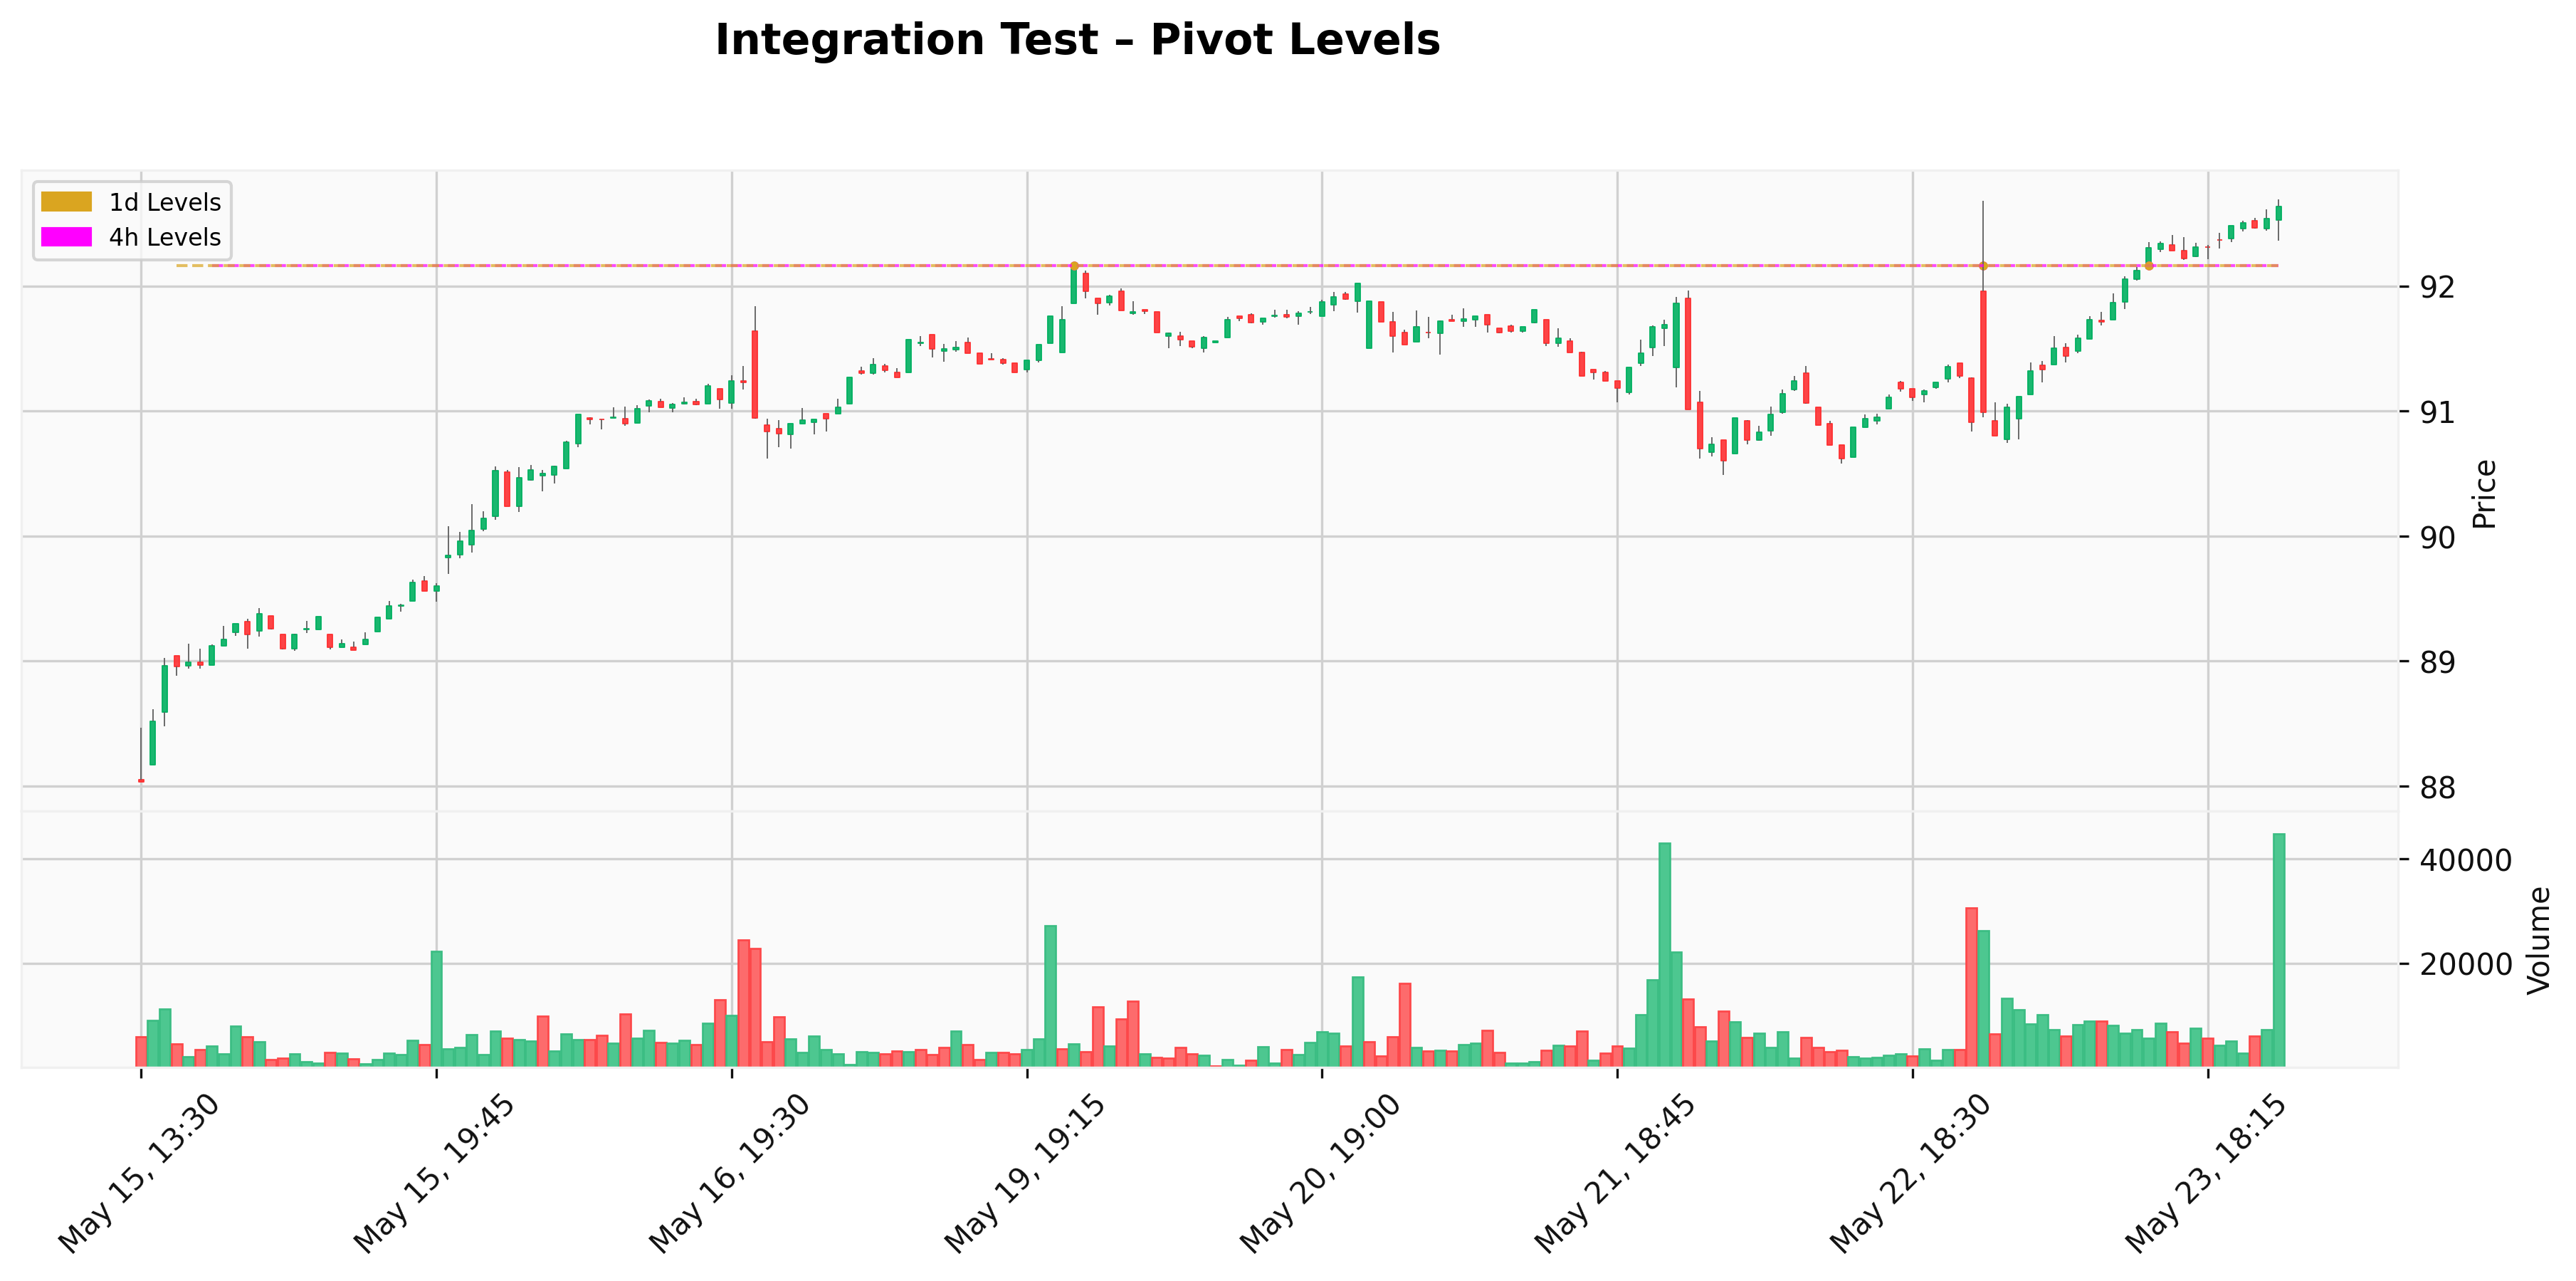 Integration Test – Pivot Levels
1d Levels
4h Levels
92
91
90
89
88
Price
40000
20000
Volume
May 15, 13:30
May 15, 19:45
May 16, 19:30
May 19, 19:15
May 20, 19:00
May 21, 18:45
May 22, 18:30
May 23, 18:15